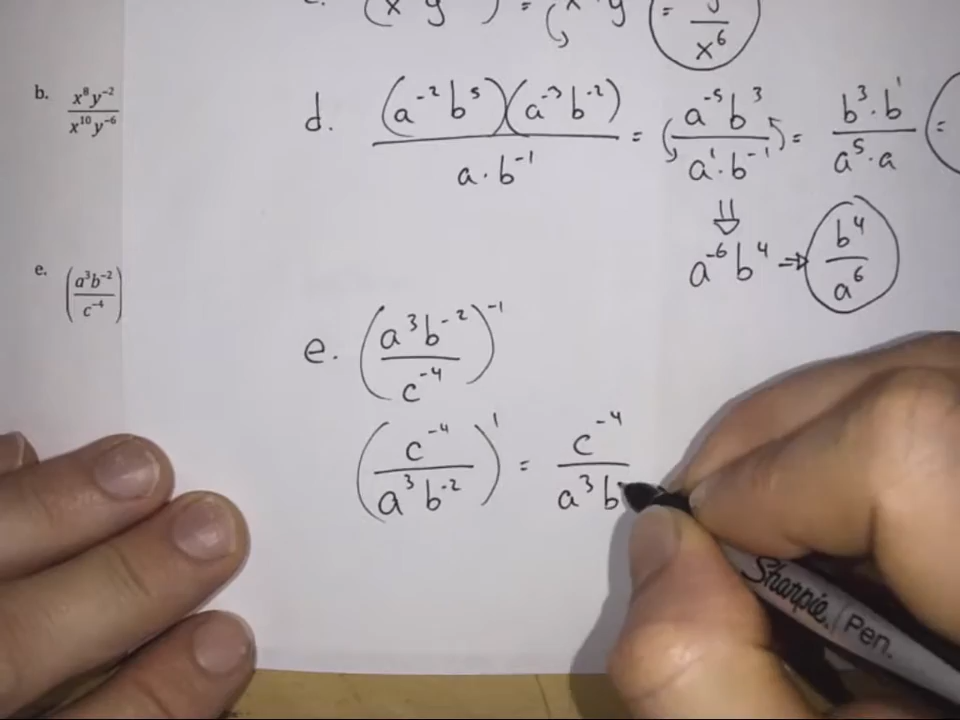 = x y = y/x⁶
b. x⁸y⁻²/x¹⁰y⁻⁶
d. (a⁻²b⁵)(a⁻³b⁻²)/a·b⁻¹ = a⁻⁵b³/a¹·b⁻¹ = b³·b¹/a⁵·a =
a⁻⁶b⁴ ⇒ b⁴/a⁶
e. (a³b⁻²/c⁻⁴)
e. (a³b⁻²/c⁻⁴)⁻¹
(c⁻⁴/a³b⁻²)¹ = c⁻⁴/a³b
Sharpie. Pen.